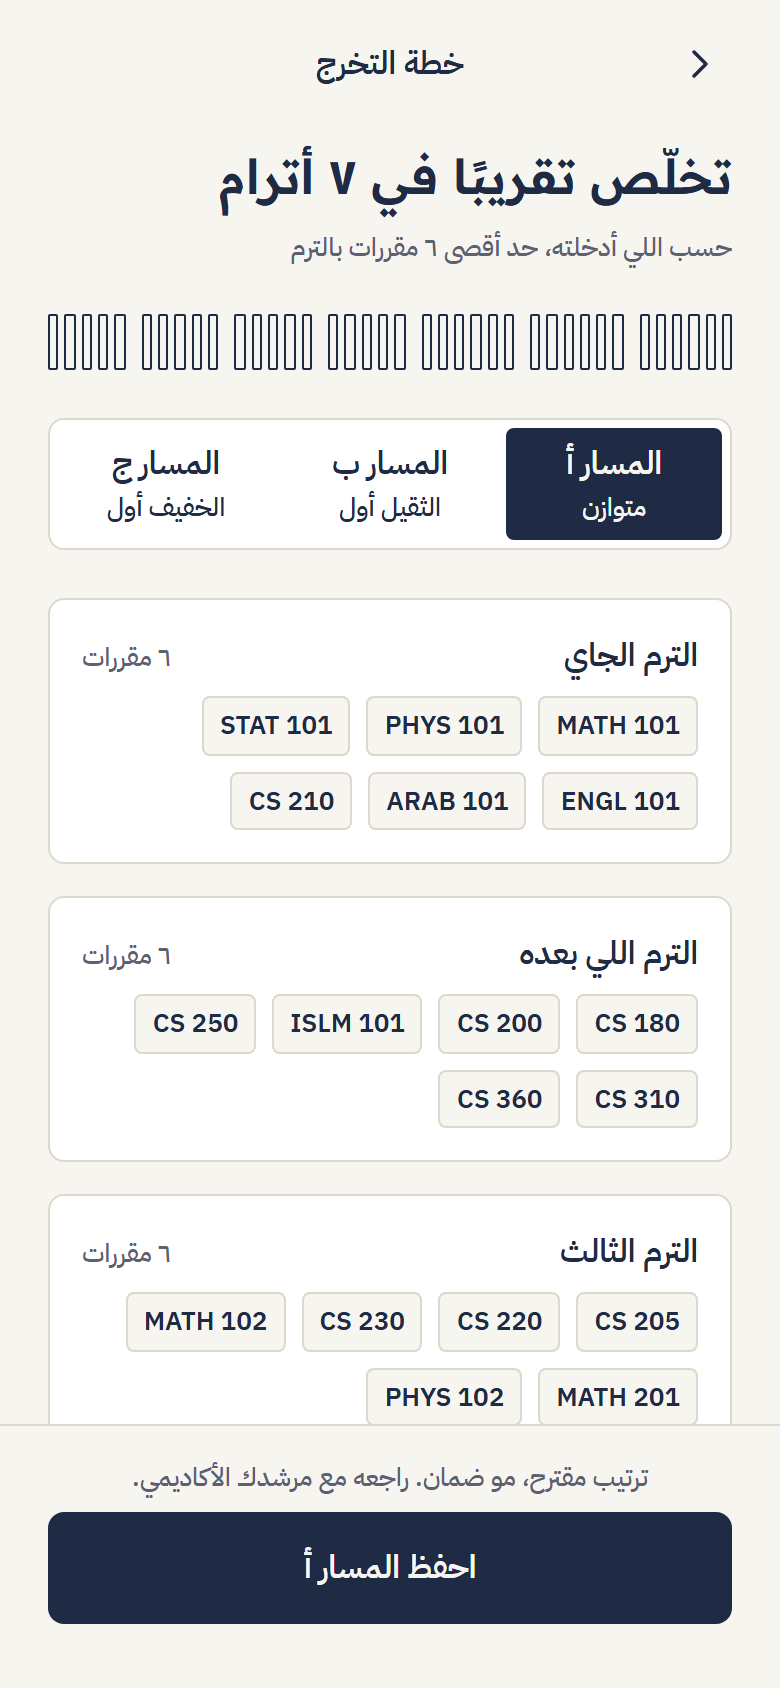 خطة التخرج
تخلّص تقريبًا في ٧ أترام
حسب اللي أدخلته، حد أقصى ٦ مقررات بالترم
المسار أ
متوازن
المسار ب
الثقيل أول
المسار ج
الخفيف أول
الترم الجاي
٦ مقررات
MATH 101
PHYS 101
STAT 101
ENGL 101
ARAB 101
CS 210
الترم اللي بعده
٦ مقررات
CS 180
CS 200
ISLM 101
CS 250
CS 310
CS 360
الترم الثالث
٦ مقررات
CS 205
CS 220
CS 230
MATH 102
MATH 201
PHYS 102
ترتيب مقترح، مو ضمان. راجعه مع مرشدك الأكاديمي.
احفظ المسار أ